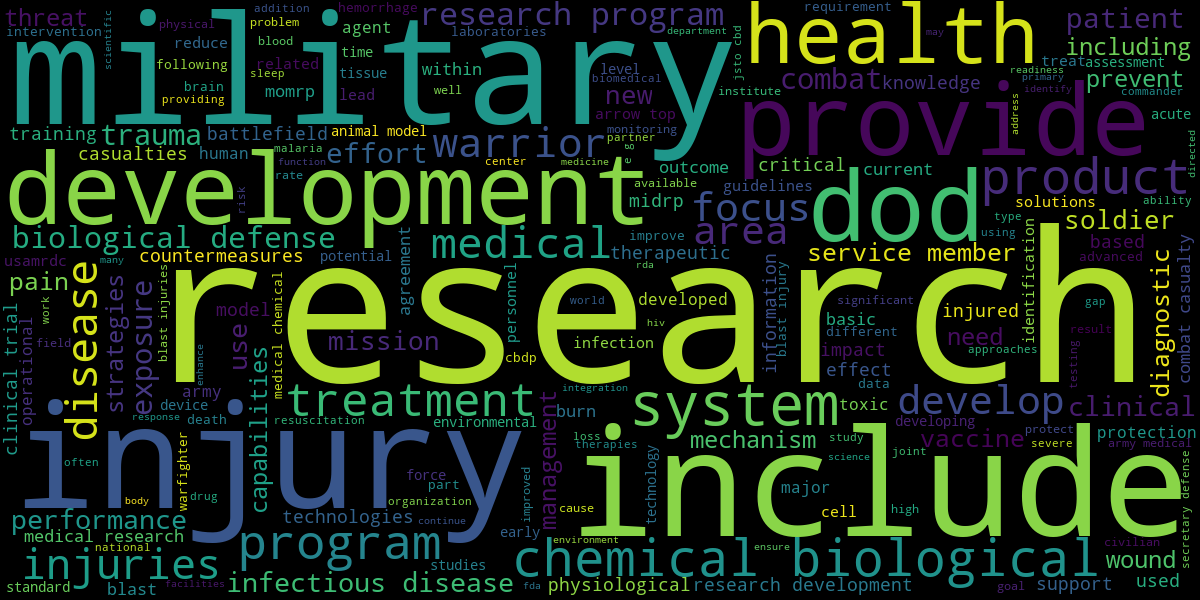 threat
physical
addition
hemorrhage
research program
requirement
patient
intervention
scientific
military
problem
agent
laboratories
department
health
may
including
reduce
blood
time
jsto cbd
following
related
tissue
within
level
biomedical
combat
knowledge
readiness
treat
assessment
brain
sleep
momrp
lead
well
new
institute
primary
identify
prevent
providing
arrow top
provide
address
commander
acute
training
trauma
battlefield
animal model
warrior
monitoring
partner
e g
directed
casualties
human
malaria
effort
center
medicine
outcome
critical
current
function
rate
development
risk
available
midrp
guidelines
focus
dod
product
solutions
ability
biological defense
medical
improve
area
type
using
soldier
usamrdc
many
countermeasures
potential
agreement
therapeutic
service member
identification
based
advanced
diagnostic
pain
disease
strategies
exposure
blast injuries
research
rda
information
blast injury
gap
work
model
medical chemical
personnel
world
developed
significant
injured
combat casualty
clinical trial
operational
field
use
mission
hiv
basic
different
need
result
testing
enhance
cbdp
infection
impact
approaches
army
capabilities
effect
data
device
treatment
integration
system
toxic
develop
clinical
response
death
resuscitation
environmental
management
burn
developing
vaccine
protect
protection
injury
loss
therapies
mechanism
study
severe
army medical
often
warfighter
force
part
improved
technology
science
joint
include
secretary defense
body
drug
organization
major
performance
technologies
continue
cause
cell
high
medical research
early
environment
national
program
chemical biological
ensure
civilian
injuries
studies
wound
standard
blast
facilities
infectious disease
fda
physiological
research development
goal
support
used